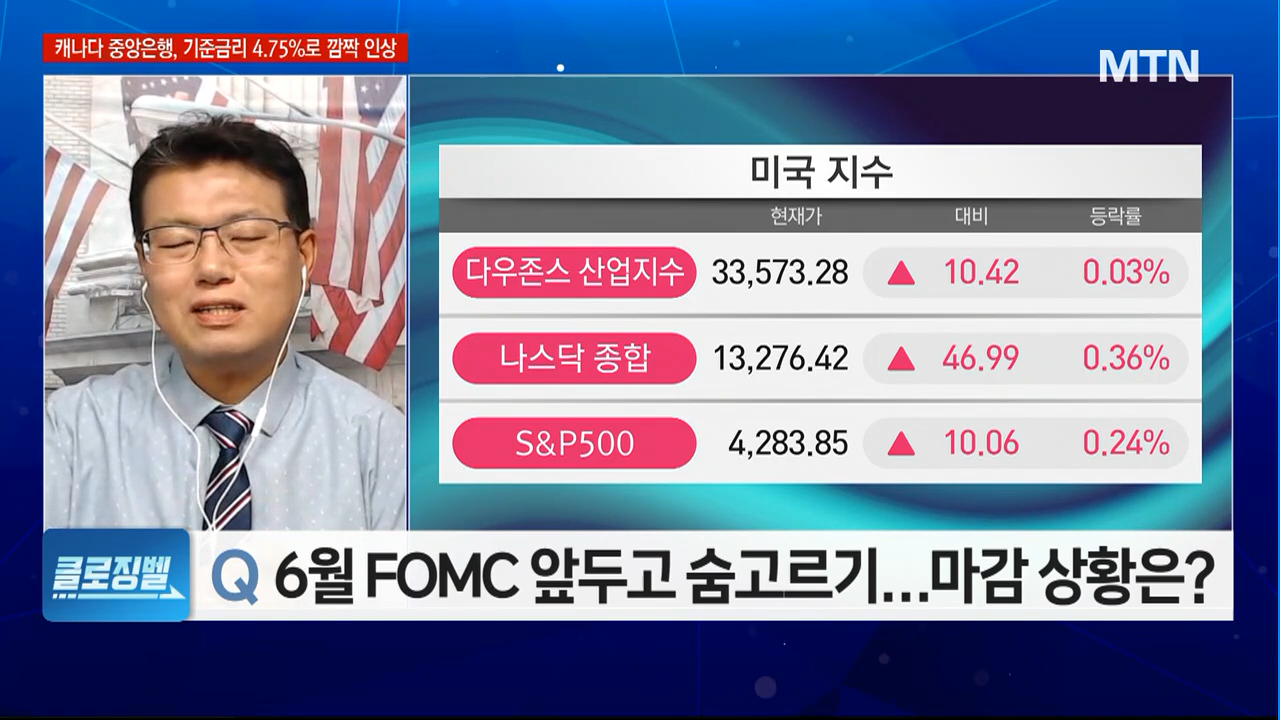 캐나다 중앙은행, 기준금리 4.75%로 깜짝 인상
MTN
미국 지수
현재가 대비 등락률
다우존스 산업지수 33,573.28 ▲ 10.42 0.03%
나스닥 종합 13,276.42 ▲ 46.99 0.36%
S&P500 4,283.85 ▲ 10.06 0.24%
클로징벨 Q 6월 FOMC 앞두고 숨고르기...마감 상황은?